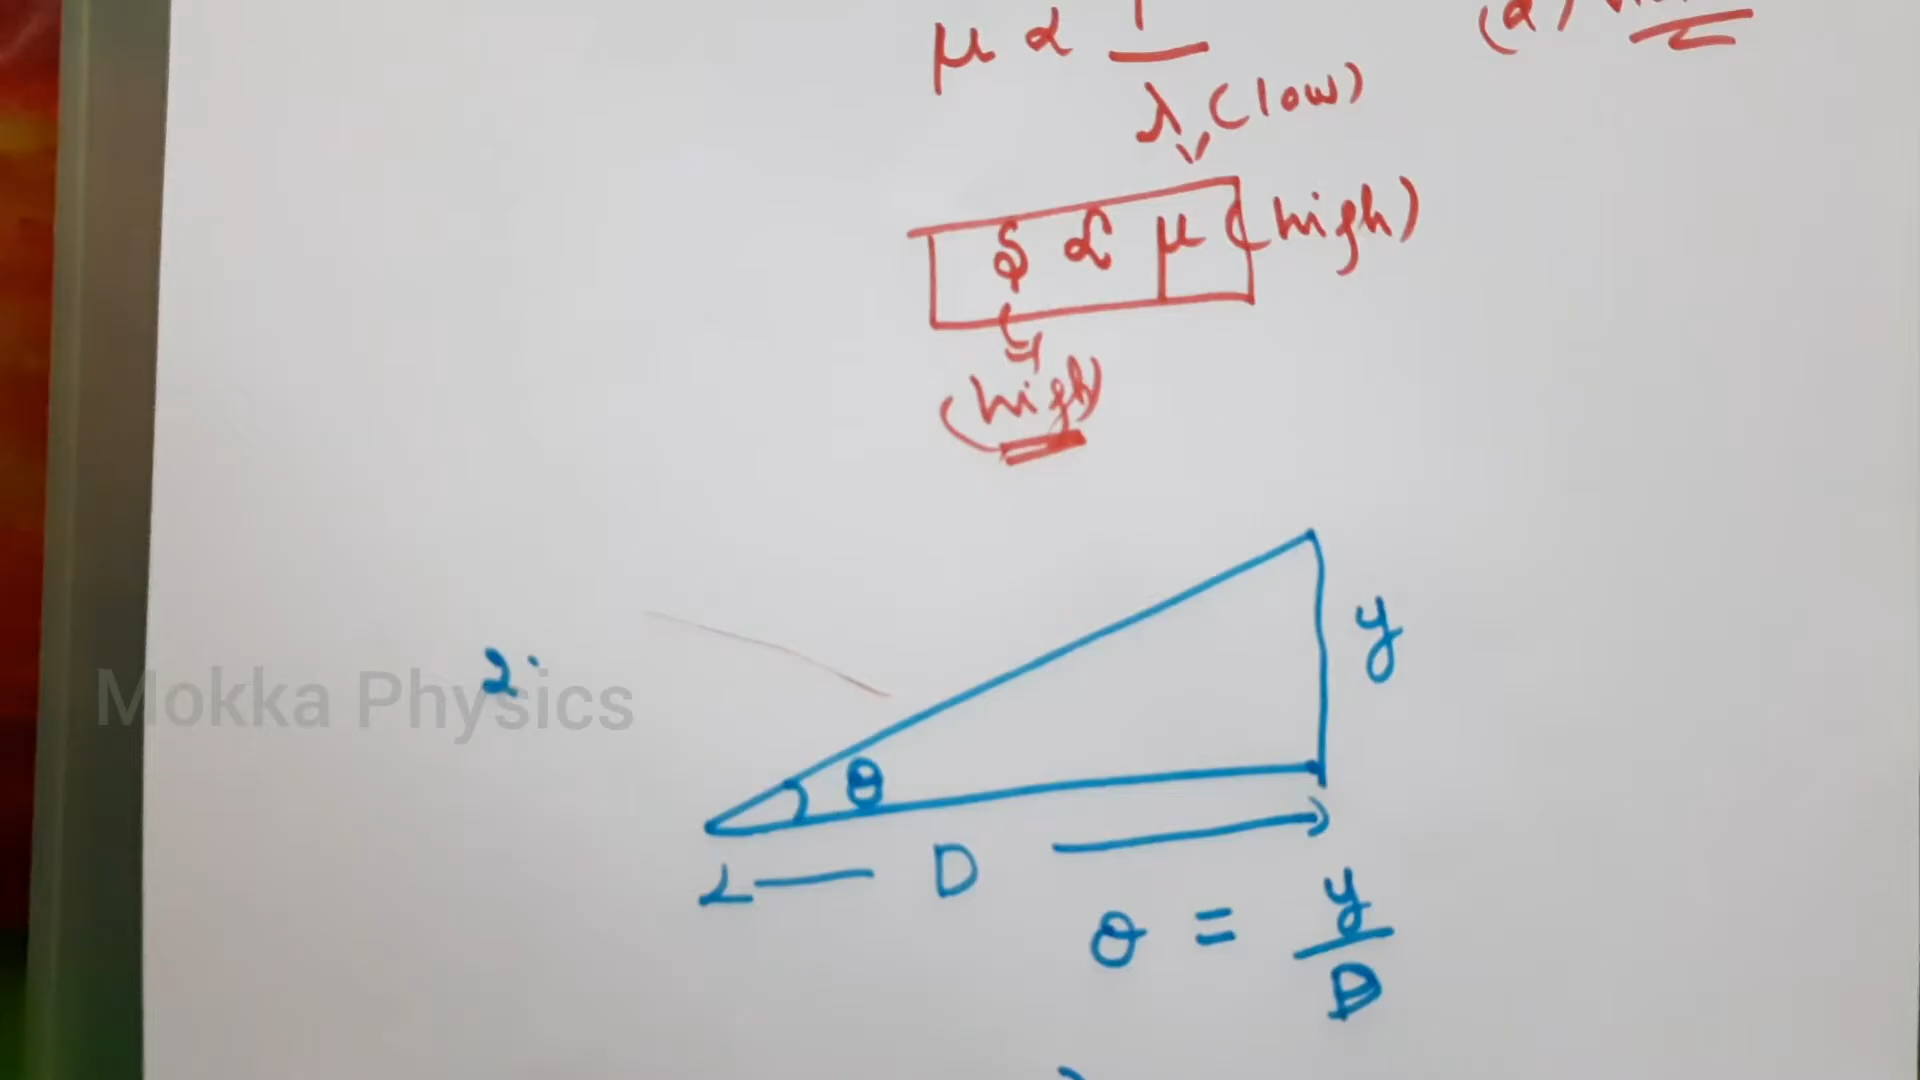 μ ∝ 1
λ (low)
δ ∝ μ (high)
(high)
y
2.
Mokka Physics
θ
D
θ = y/D